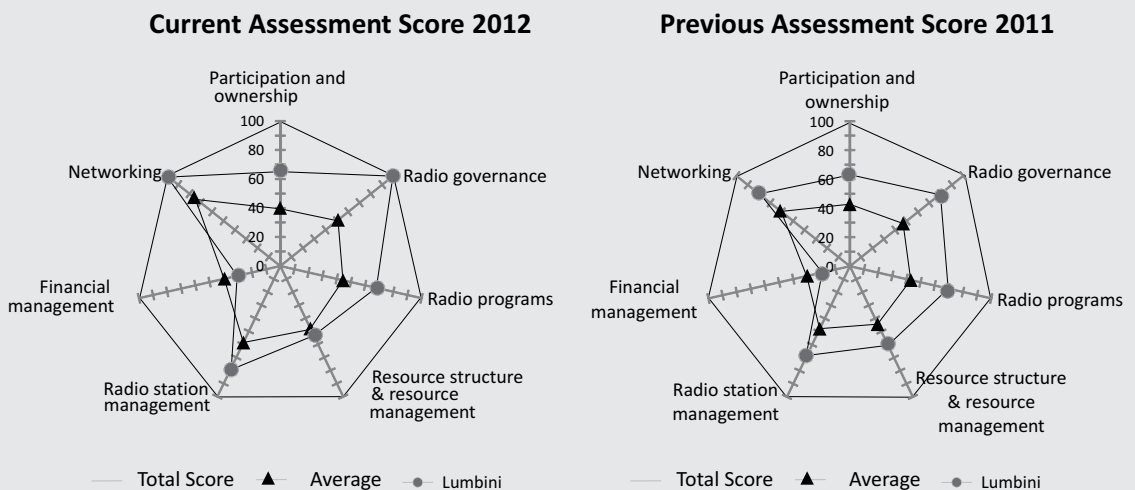 Current Assessment Score 2012
Participation and
ownership
100
80
60
40
20
0
Networking
Radio governance
Financial
management
Radio programs
Radio station
management
Resource structure
& resource
management
Total Score
Average
Lumbini
Previous Assessment Score 2011
Participation and
ownership
100
80
60
40
20
0
Networking
Radio governance
Financial
management
Radio programs
Radio station
management
Resource structure
& resource
management
Total Score
Average
Lumbini